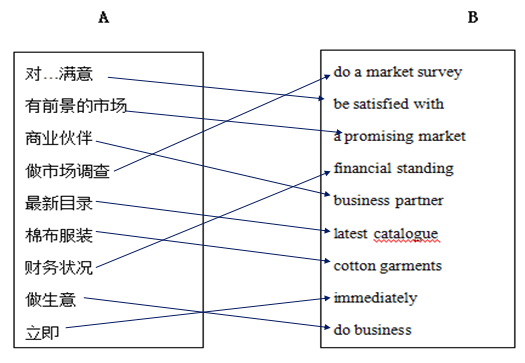 A
B
对…满意
有前景的市场
商业伙伴
做市场调查
最新目录
棉布服装
财务状况
做生意
立即
do a market survey
be satisfied with
a promising market
financial standing
business partner
latest catalogue
cotton garments
immediately
do business